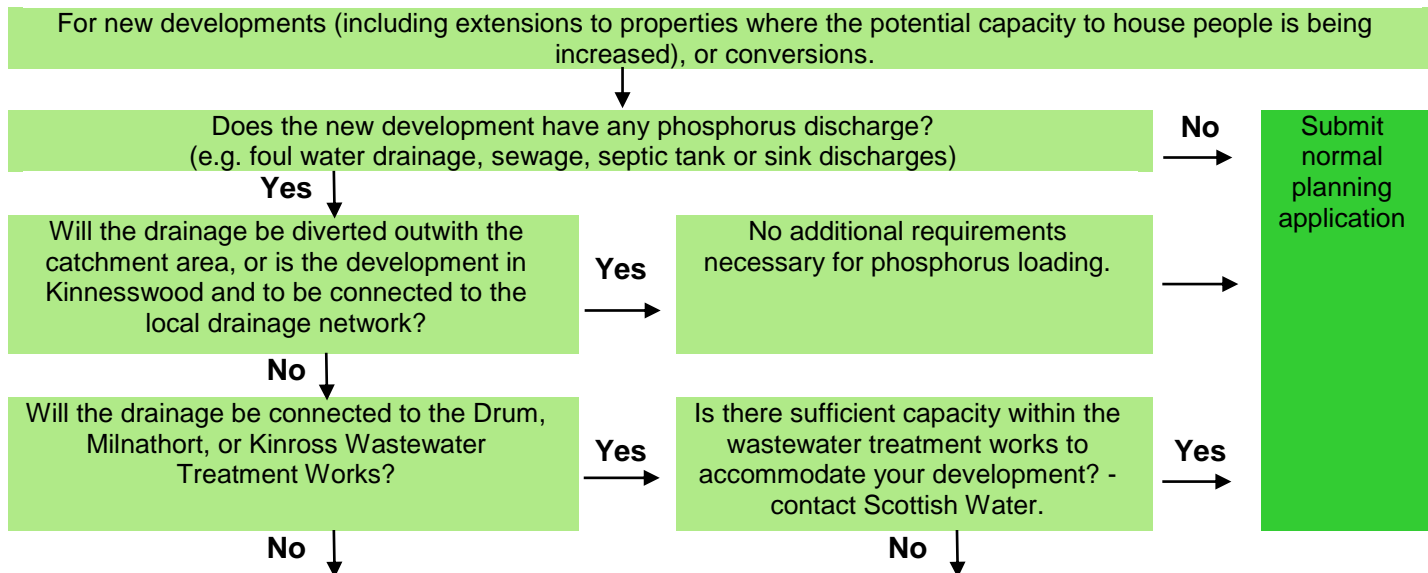 For new developments (including extensions to properties where the potential capacity to house people is being
increased), or conversions.
Does the new development have any phosphorus discharge?
(e.g. foul water drainage, sewage, septic tank or sink discharges)
No
Submit
normal
planning
application
Yes
Will the drainage be diverted outwith the
catchment area, or is the development in
Kinnesswood and to be connected to the
local drainage network?
Yes
No additional requirements
necessary for phosphorus loading.
No
Will the drainage be connected to the Drum,
Milnathort, or Kinross Wastewater
Treatment Works?
Yes
Is there sufficient capacity within the
wastewater treatment works to
accommodate your development? -
contact Scottish Water.
Yes
No
No